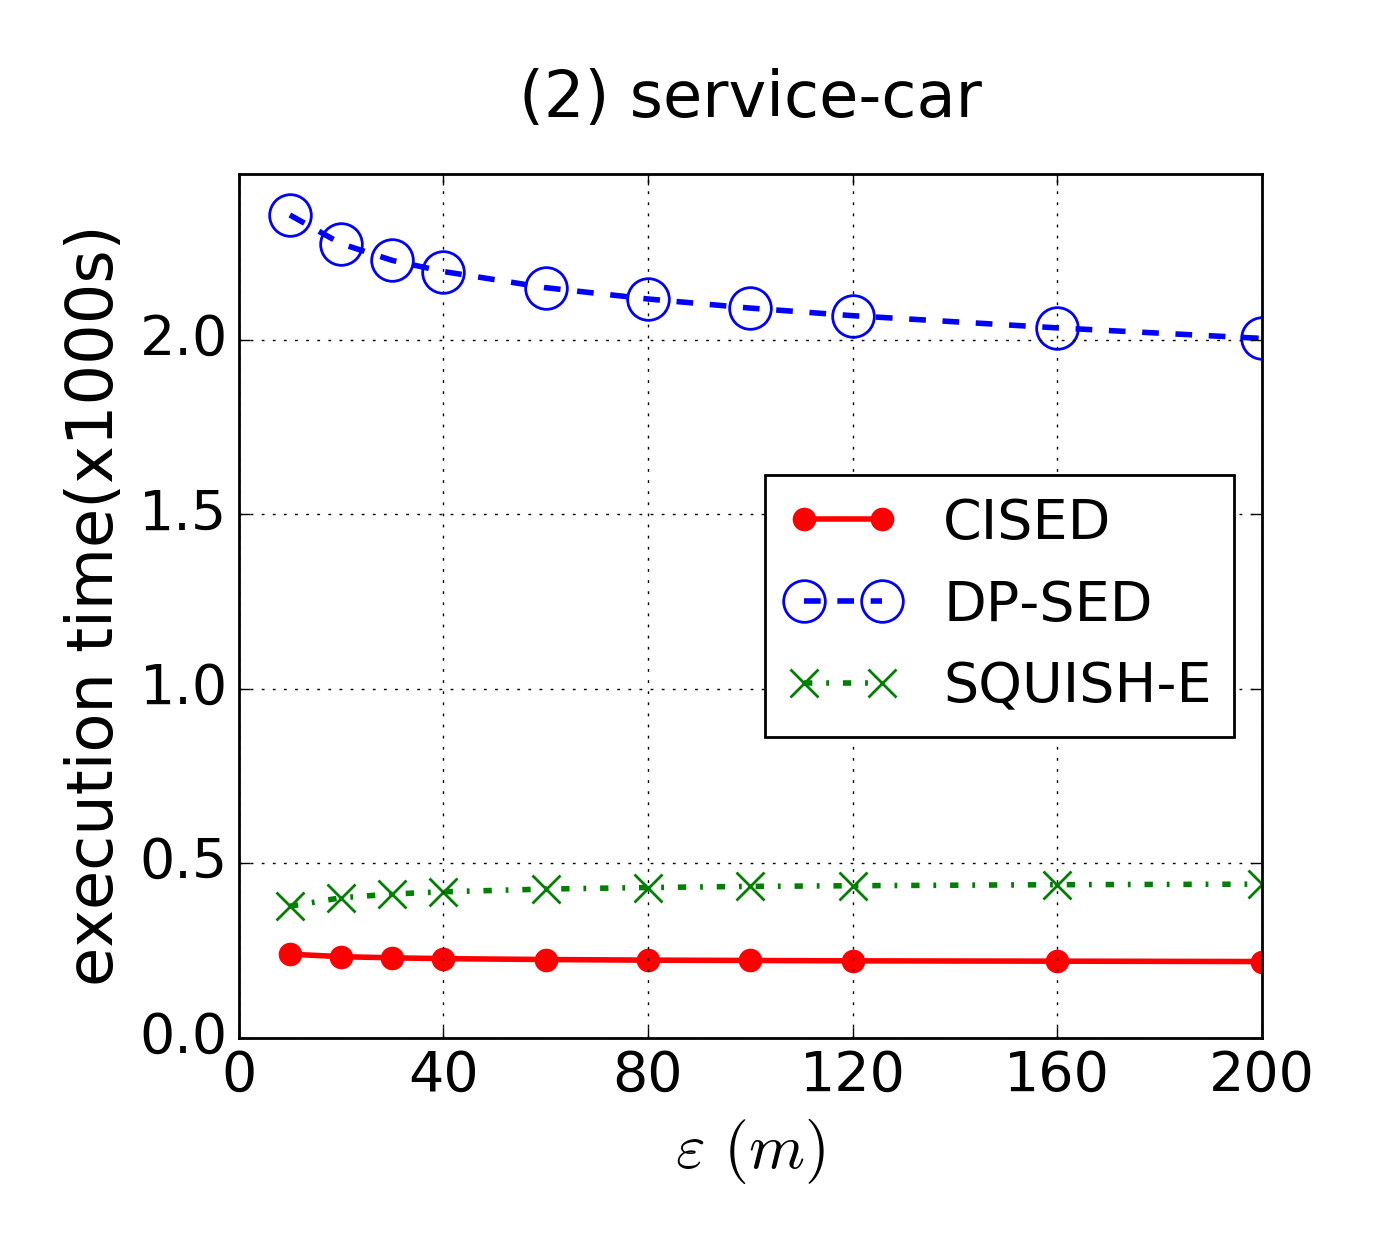 (2) service-car
execution time(x1000s)
2.0
1.5
1.0
0.5
0.0
CISED
DP-SED
SQUISH-E
0 40 80 120 160 200
ε (m)